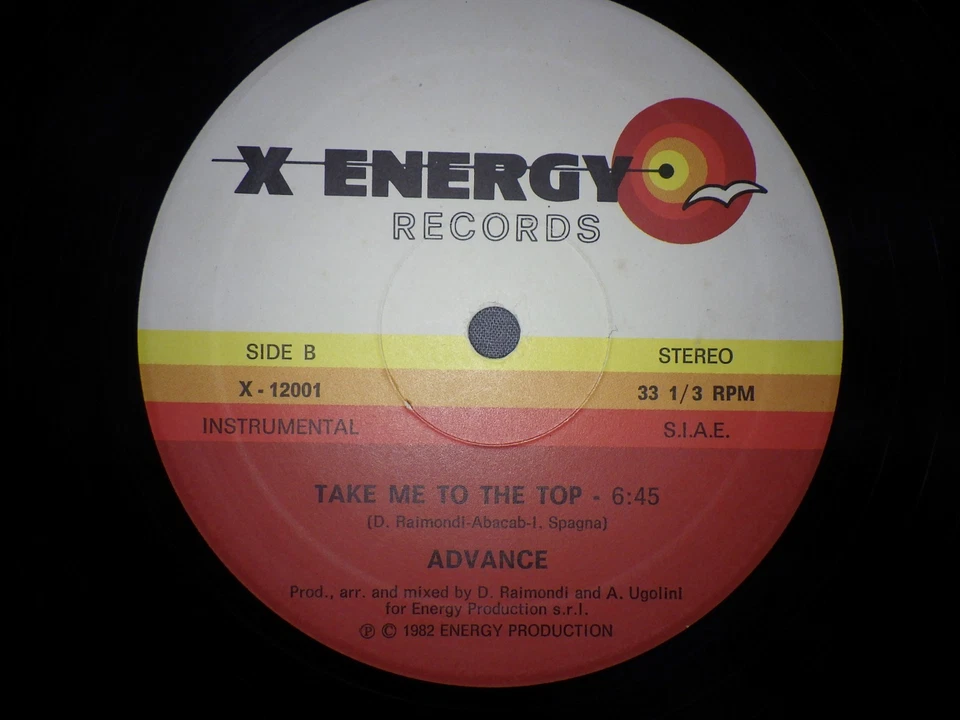 X ENERGY
RECORDS
SIDE B STEREO
X - 12001 33 1/3 RPM
INSTRUMENTAL S.I.A.E.
TAKE ME TO THE TOP - 6:45
(D. Raimondi-Abacab-I. Spagna)
ADVANCE
Prod., arr. and mixed by D. Raimondi and A. Ugolini
for Energy Production s.r.l.
℗ © 1982 ENERGY PRODUCTION